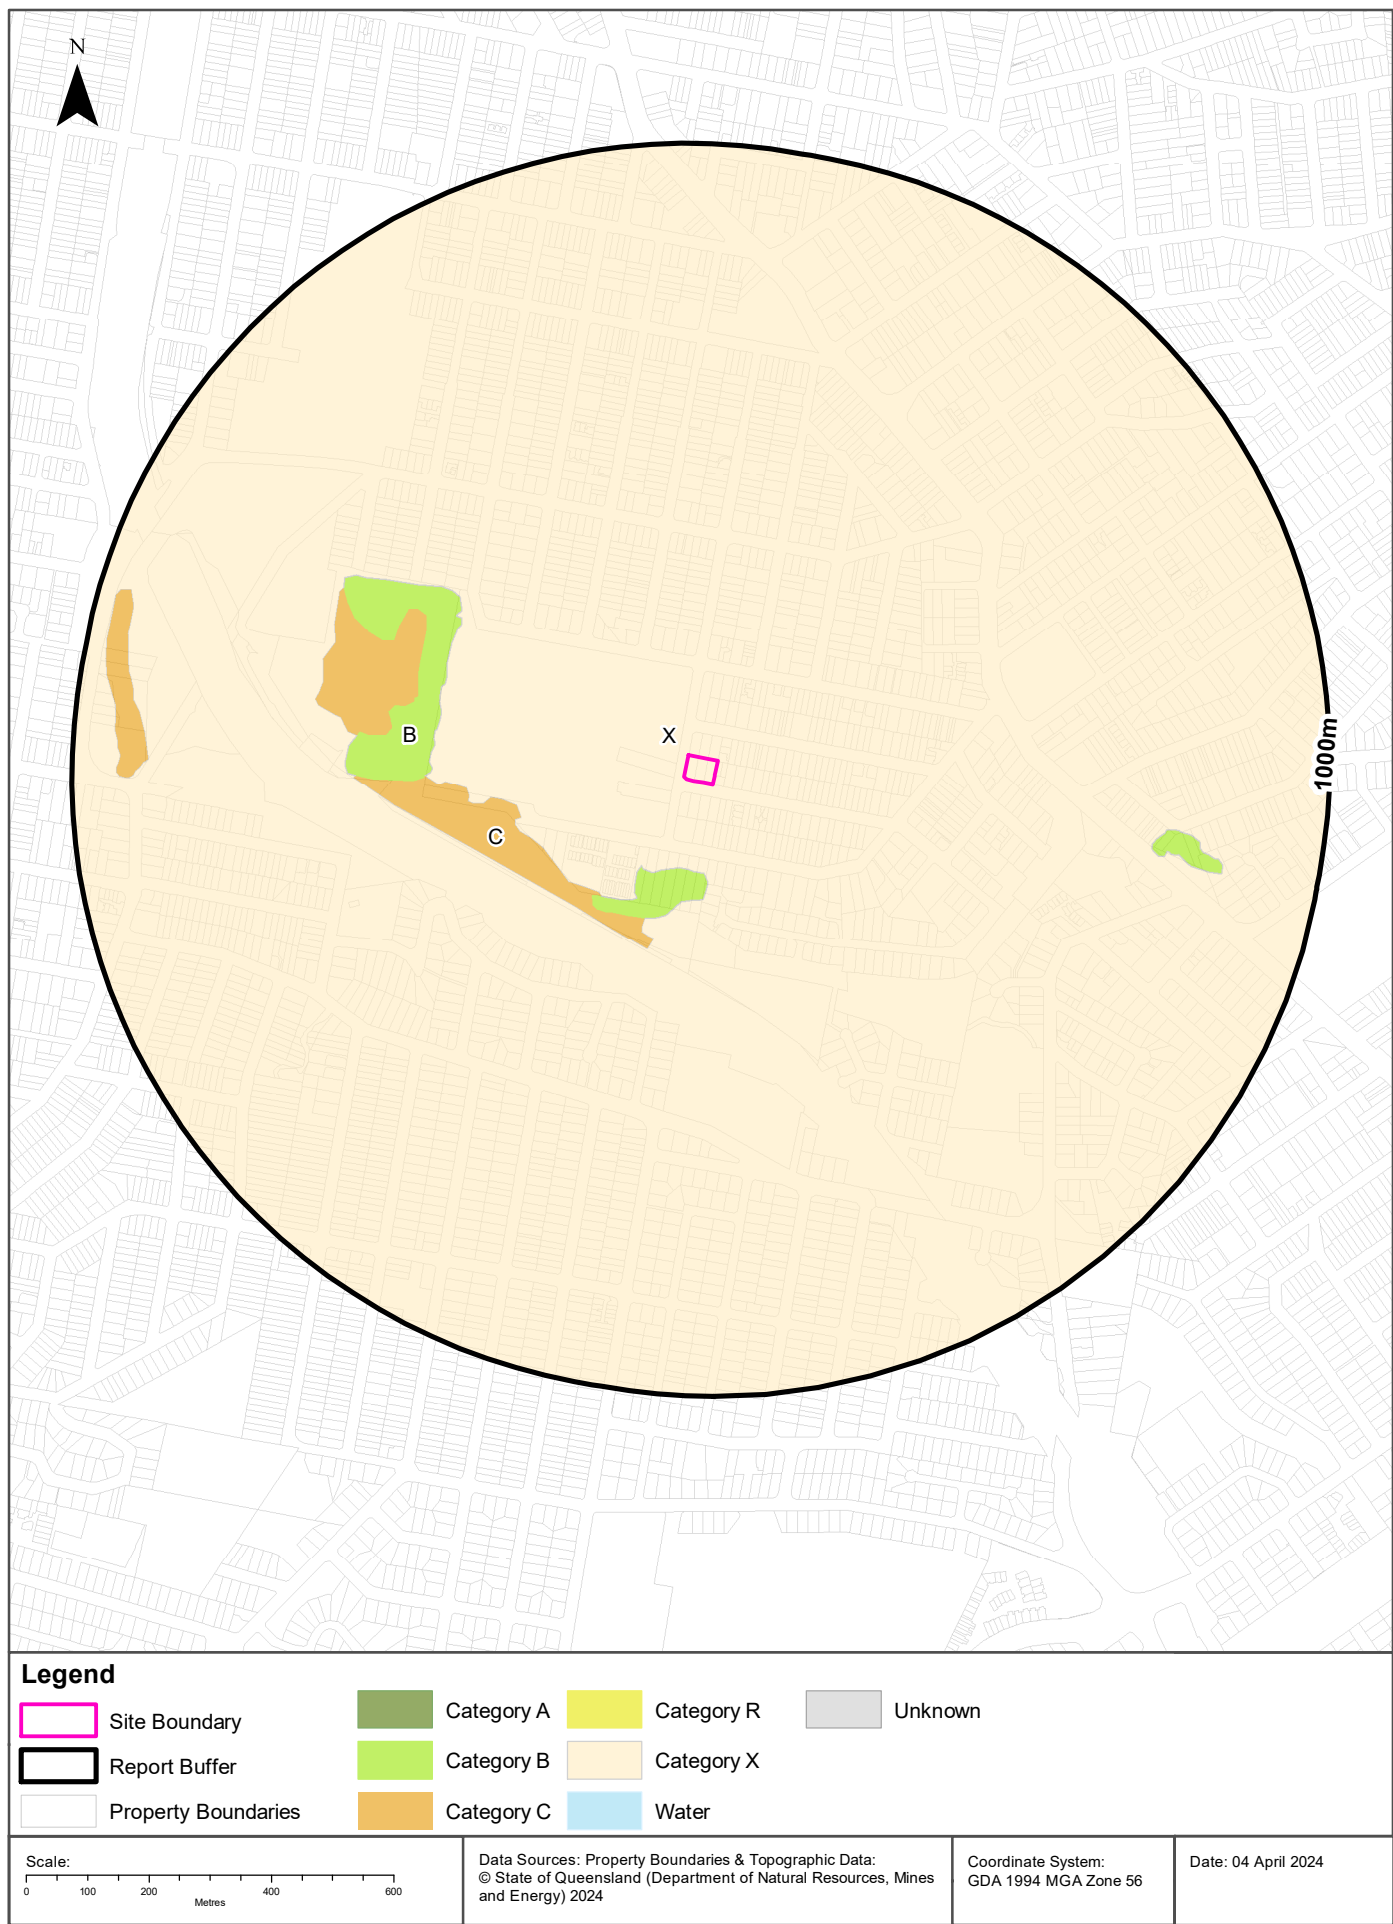 N
1000m
B
X
C
Legend
Site Boundary
Report Buffer
Property Boundaries
Category A
Category B
Category C
Category R
Category X
Water
Unknown
Scale:
0 100 200 400 600
Metres
Data Sources: Property Boundaries & Topographic Data:
© State of Queensland (Department of Natural Resources, Mines
and Energy) 2024
Coordinate System:
GDA 1994 MGA Zone 56
Date: 04 April 2024